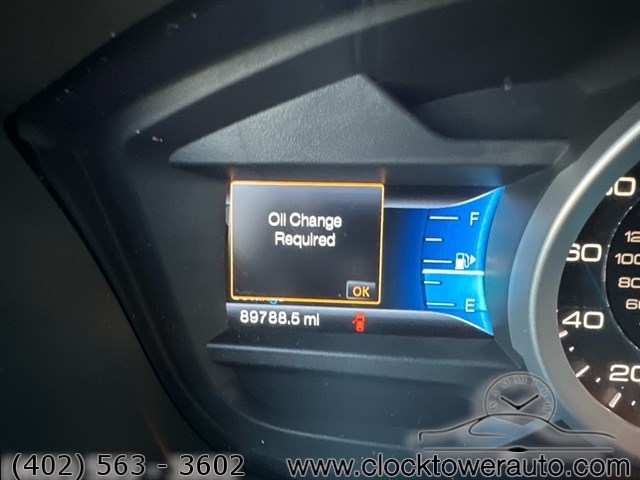 Oil Change
Required
OK
F
E
89788.5 mi
60
40
20
(402) 563 - 3602
www.clocktowerauto.com